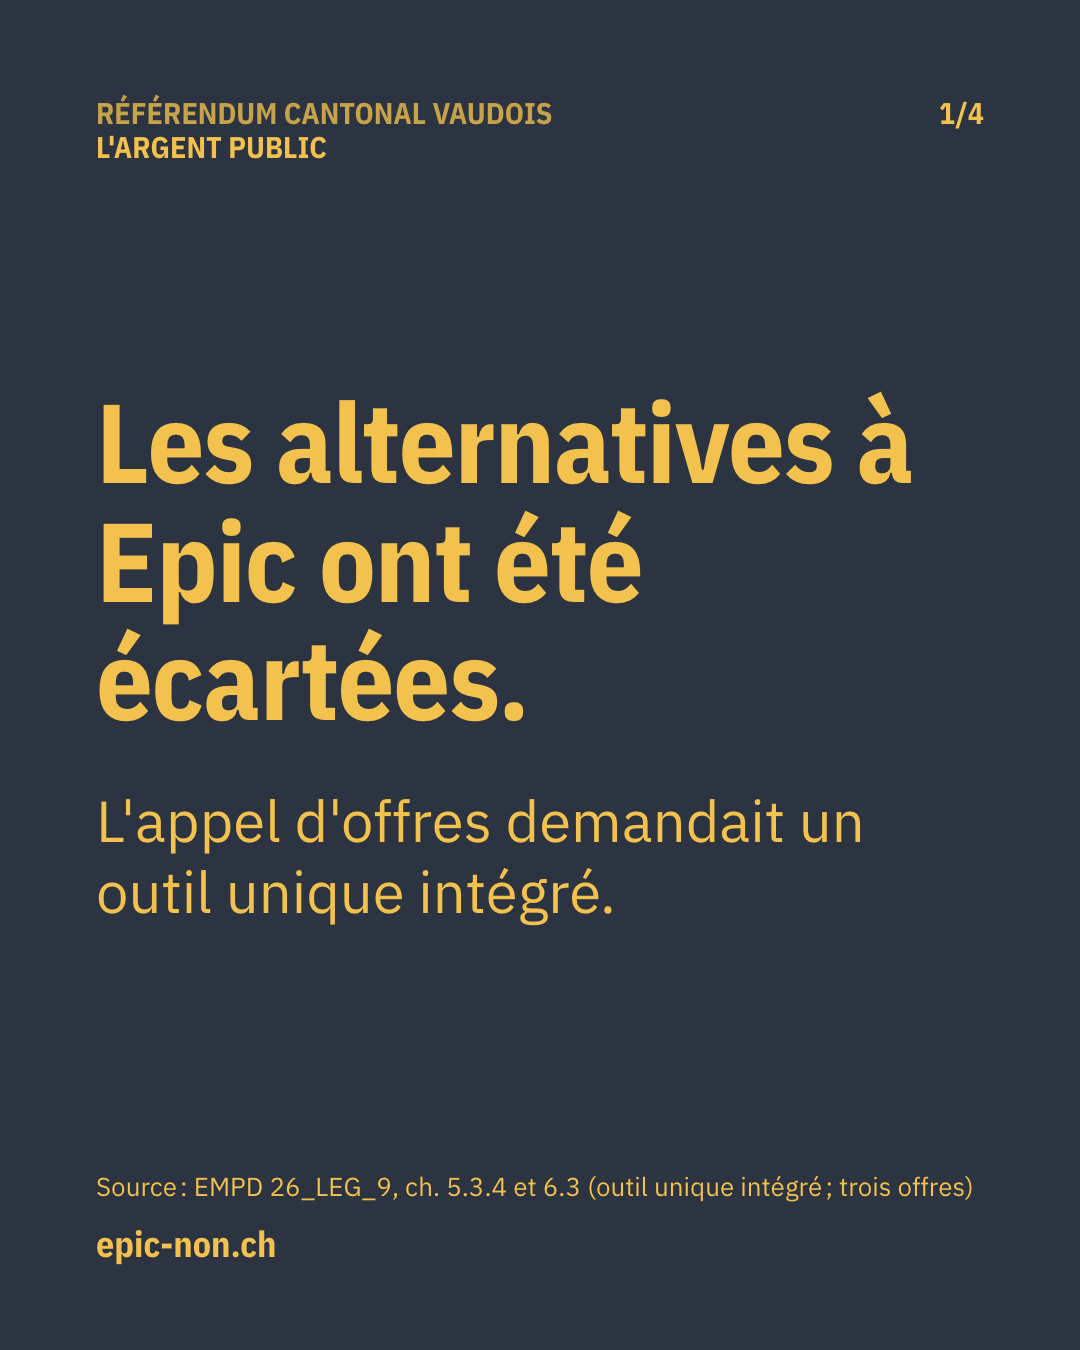 RÉFÉRENDUM CANTONAL VAUDOIS
1/4
L'ARGENT PUBLIC
Les alternatives à
Epic ont été
écartées.
L'appel d'offres demandait un
outil unique intégré.
Source : EMPD 26_LEG_9, ch. 5.3.4 et 6.3 (outil unique intégré ; trois offres)
epic-non.ch